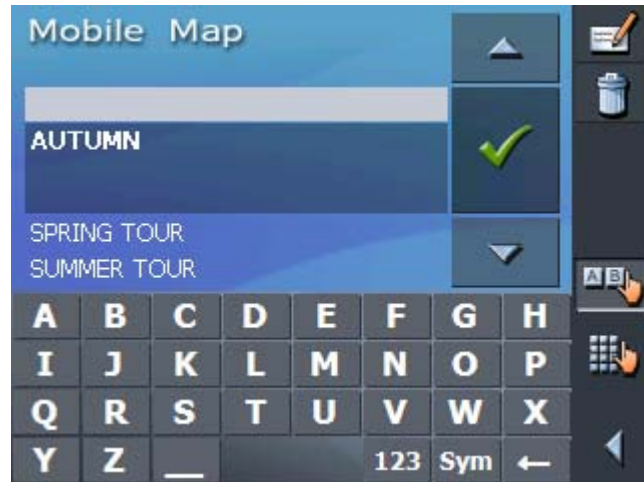 Mobile Map
AUTUMN
SPRING TOUR
SUMMER TOUR
A B
A B C D E F G H
I J K L M N O P
Q R S T U V W X
Y Z _ 123 Sym ←